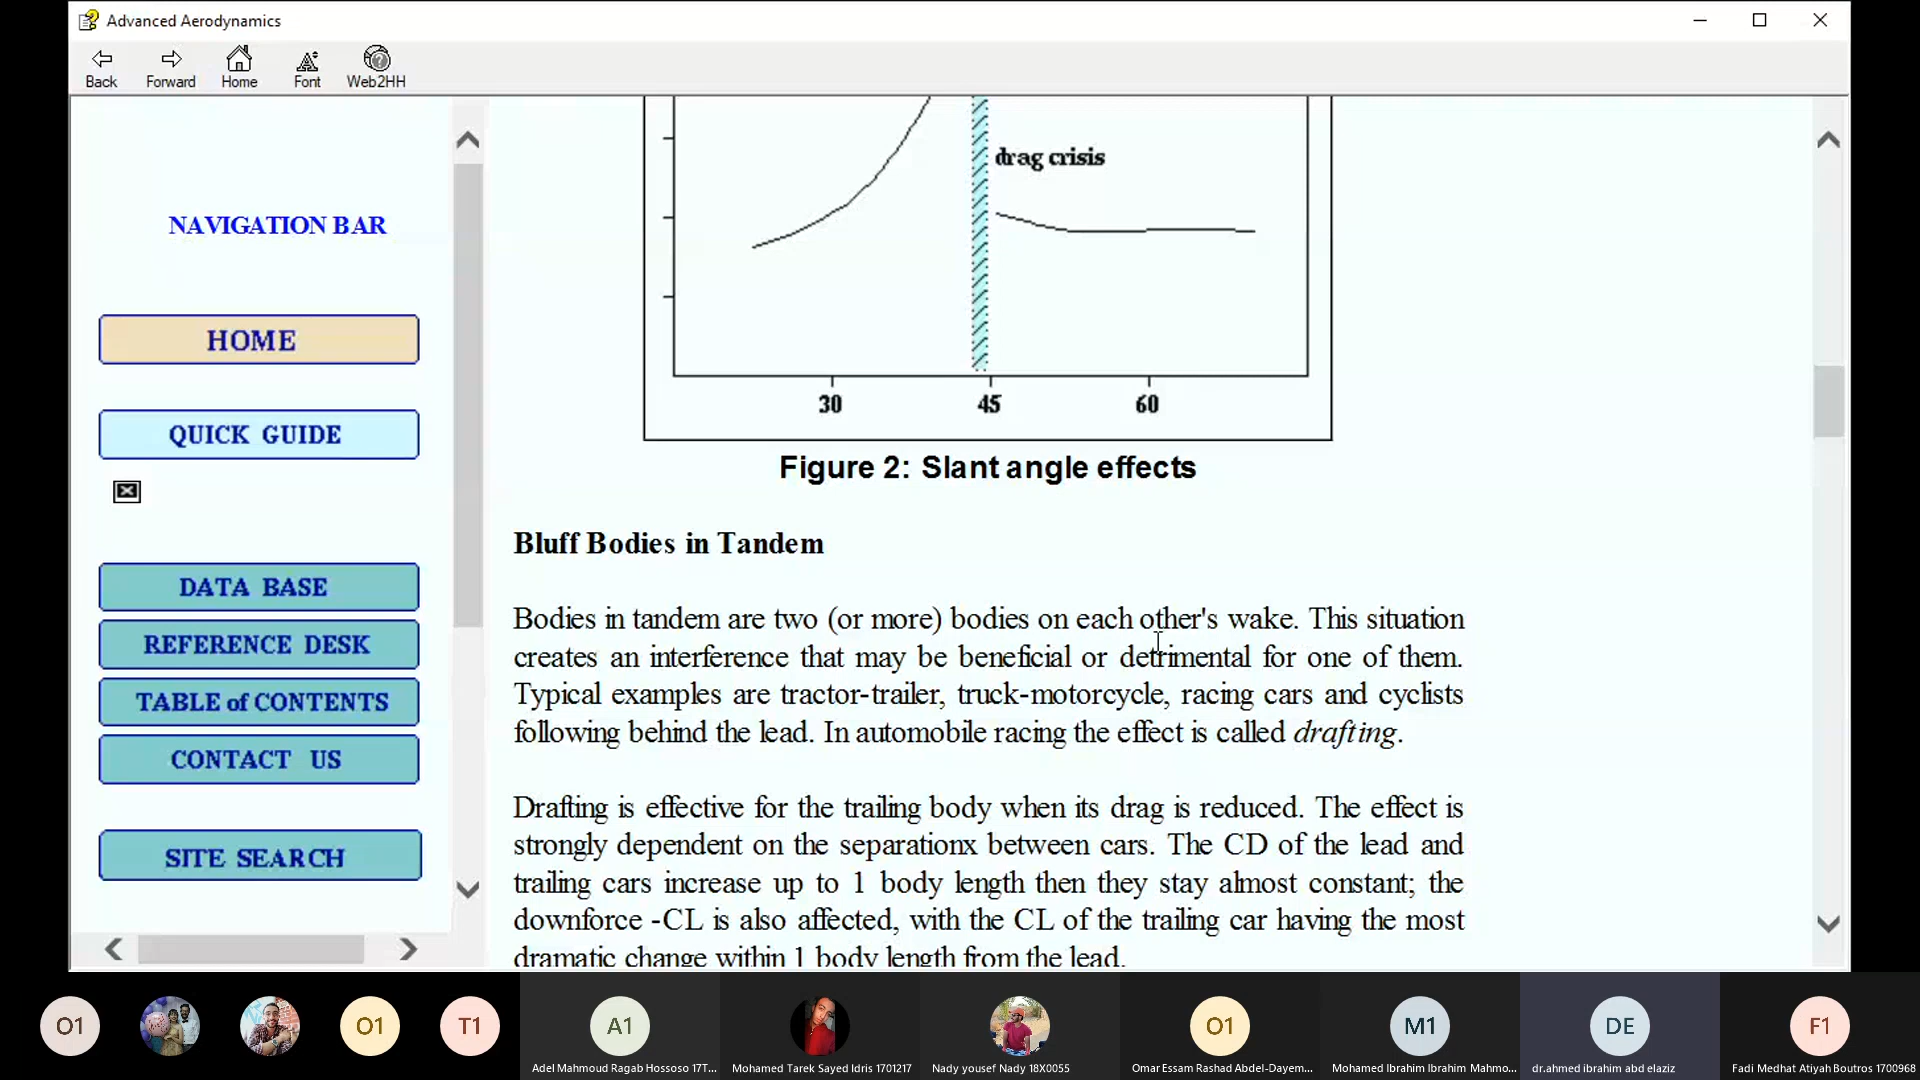 Advanced Aerodynamics
Back Forward Home Font Web2HH
NAVIGATION BAR
HOME
QUICK GUIDE
DATA BASE
REFERENCE DESK
TABLE of CONTENTS
CONTACT US
SITE SEARCH
drag crisis
30 45 60
Figure 2: Slant angle effects
Bluff Bodies in Tandem
Bodies in tandem are two (or more) bodies on each other's wake. This situation
creates an interference that may be beneficial or detrimental for one of them.
Typical examples are tractor-trailer, truck-motorcycle, racing cars and cyclists
following behind the lead. In automobile racing the effect is called drafting.
Drafting is effective for the trailing body when its drag is reduced. The effect is
strongly dependent on the separationx between cars. The CD of the lead and
trailing cars increase up to 1 body length then they stay almost constant; the
downforce -CL is also affected, with the CL of the trailing car having the most
dramatic change within 1 body length from the lead.
O1 O1 T1 A1 O1 M1 DE F1
Adel Mahmoud Ragab Hossoso 17T... Mohamed Tarek Sayed Idris 1701217 Nady yousef Nady 18X0055 Omar Essam Rashad Abdel-Dayem... Mohamed Ibrahim Ibrahim Mahmo... dr.ahmed ibrahim abd elaziz Fadi Medhat Atiyah Boutros 1700968